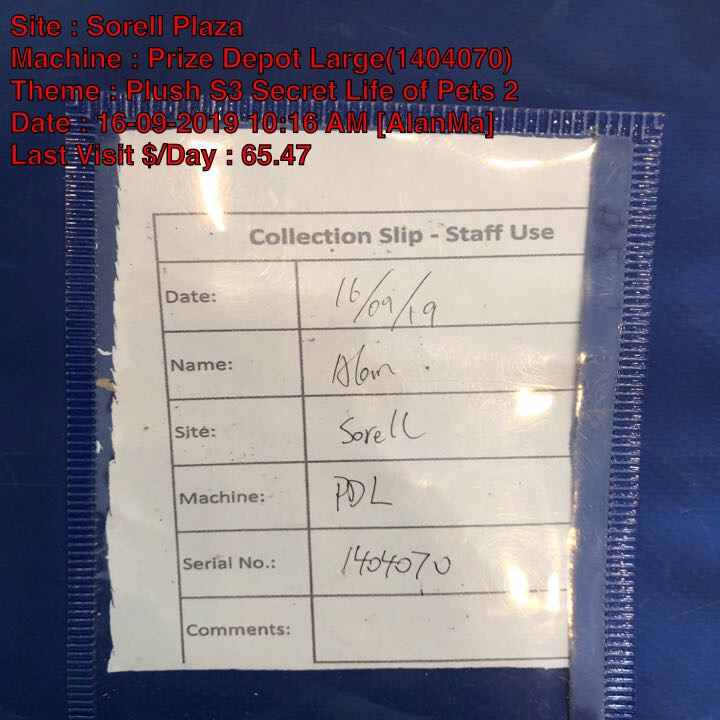 Site : Sorell Plaza
Machine : Prize Depot Large(1404070)
Theme : Plush S3 Secret Life of Pets 2
Date : 16-09-2019 10:16 AM [AlanMa]
Last Visit $/Day : 65.47
Collection Slip - Staff Use
Date: 16/09/19
Name: Alan
Site: Sorell
Machine: PDL
Serial No.: 1404070
Comments: